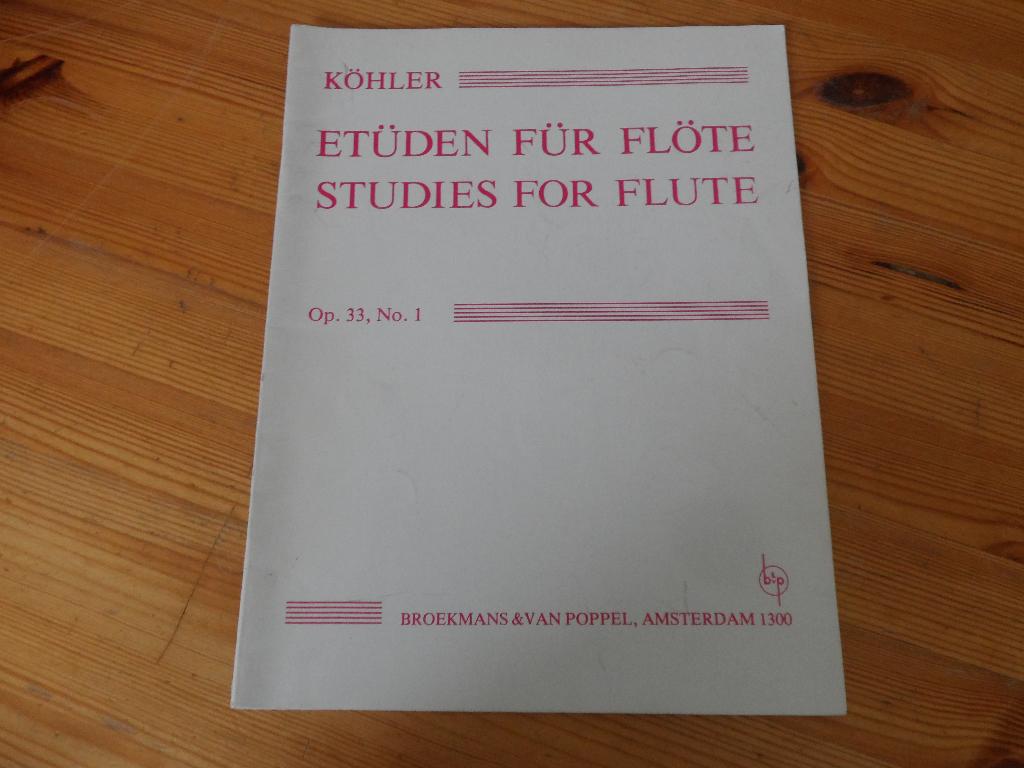 KÖHLER
ETÜDEN FÜR FLÖTE
STUDIES FOR FLUTE
Op. 33, No. 1
b&p
BROEKMANS & VAN POPPEL, AMSTERDAM 1300